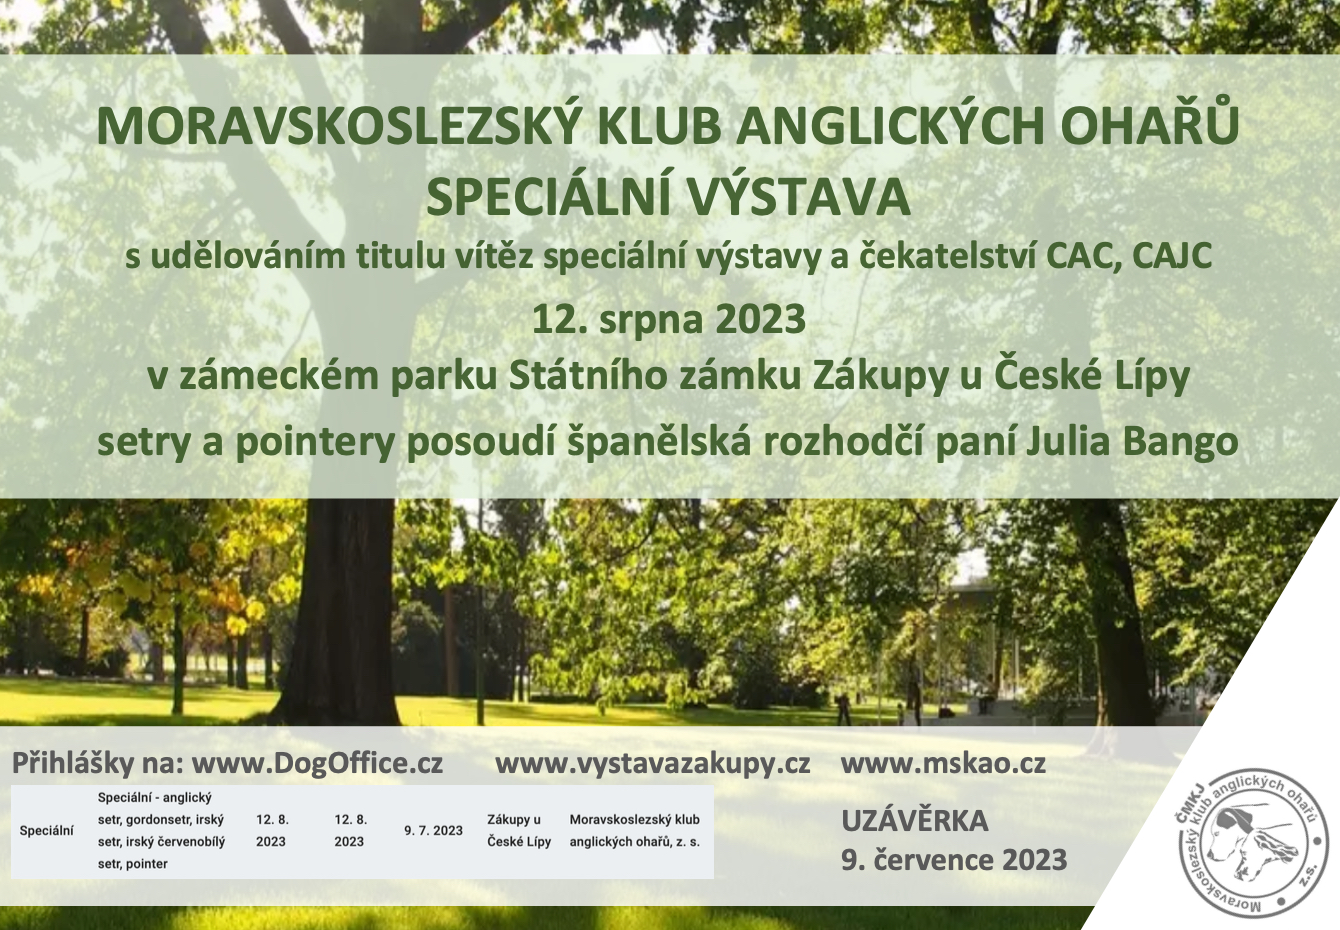 MORAVSKOSLEZSKÝ KLUB ANGLICKÝCH OHAŘŮ
SPECIÁLNÍ VÝSTAVA
s udělováním titulu vítěz speciální výstavy a čekatelství CAC, CAJC
12. srpna 2023
v zámeckém parku Státního zámku Zákupy u České Lípy
setry a pointery posoudí španělská rozhodčí paní Julia Bango
Přihlášky na: www.DogOffice.cz www.vystavazakupy.cz www.mskao.cz
Speciální - anglický
setr, gordonsetr, irský 12. 8. 12. 8. Zákupy u Moravskoslezský klub
Speciální 9. 7. 2023
setr, irský červenobílý 2023 2023 České Lípy anglických ohařů, z. s.
setr, pointer
UZÁVĚRKA
9. července 2023
ČMKJ
Moravskoslezský klub anglických ohařů
z.s.